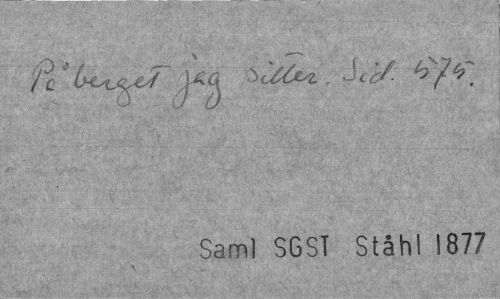 På berget jag sitter. Sid. 575.
Saml SGST Ståhl 1877